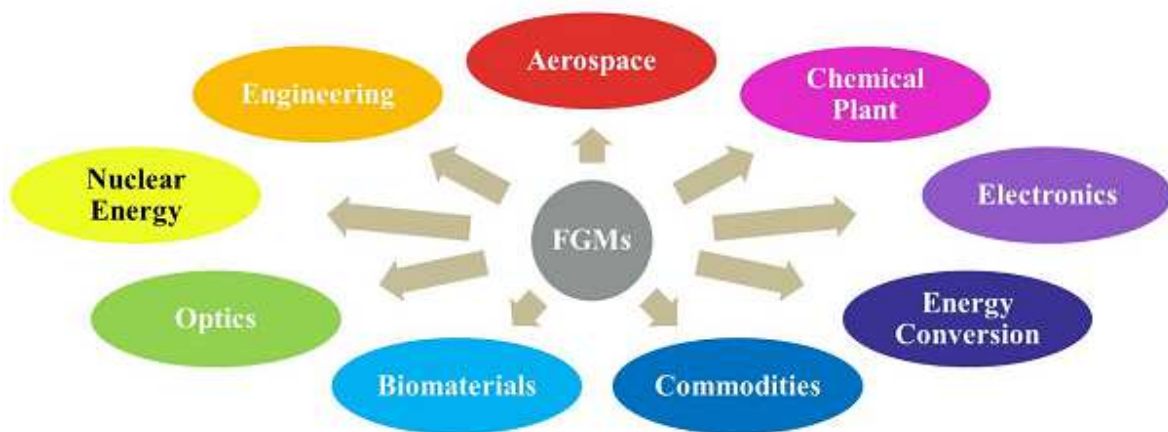 Aerospace
Engineering
Chemical
Plant
Nuclear
Energy
Electronics
FGMs
Optics
Energy
Conversion
Biomaterials
Commodities